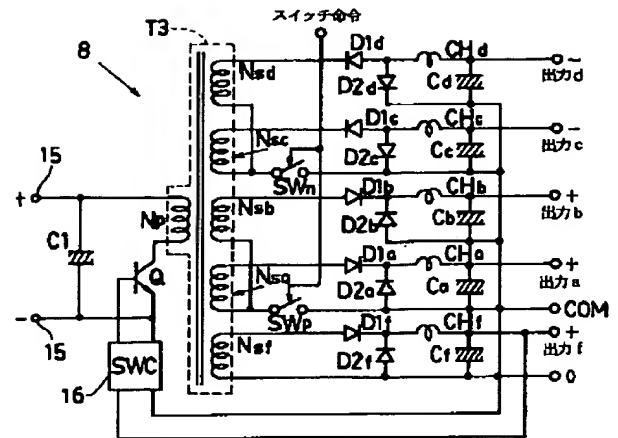 スイッチ命令
T3
8
D1d
CHd
−
Nsd
D2d
Cd
出力d
D1c
CHc
−
Nsc
D2c
Cc
出力c
SWn
15
D1b
CHb
+
+
Nsb
Np
D2b
Cb
出力b
C1
D1a
CHa
+
Q
Nsa
D2a
Ca
出力a
SWp
COM
−
D1f
CHf
+
15
出力f
SWC
Nsf
D2f
Cf
16
0